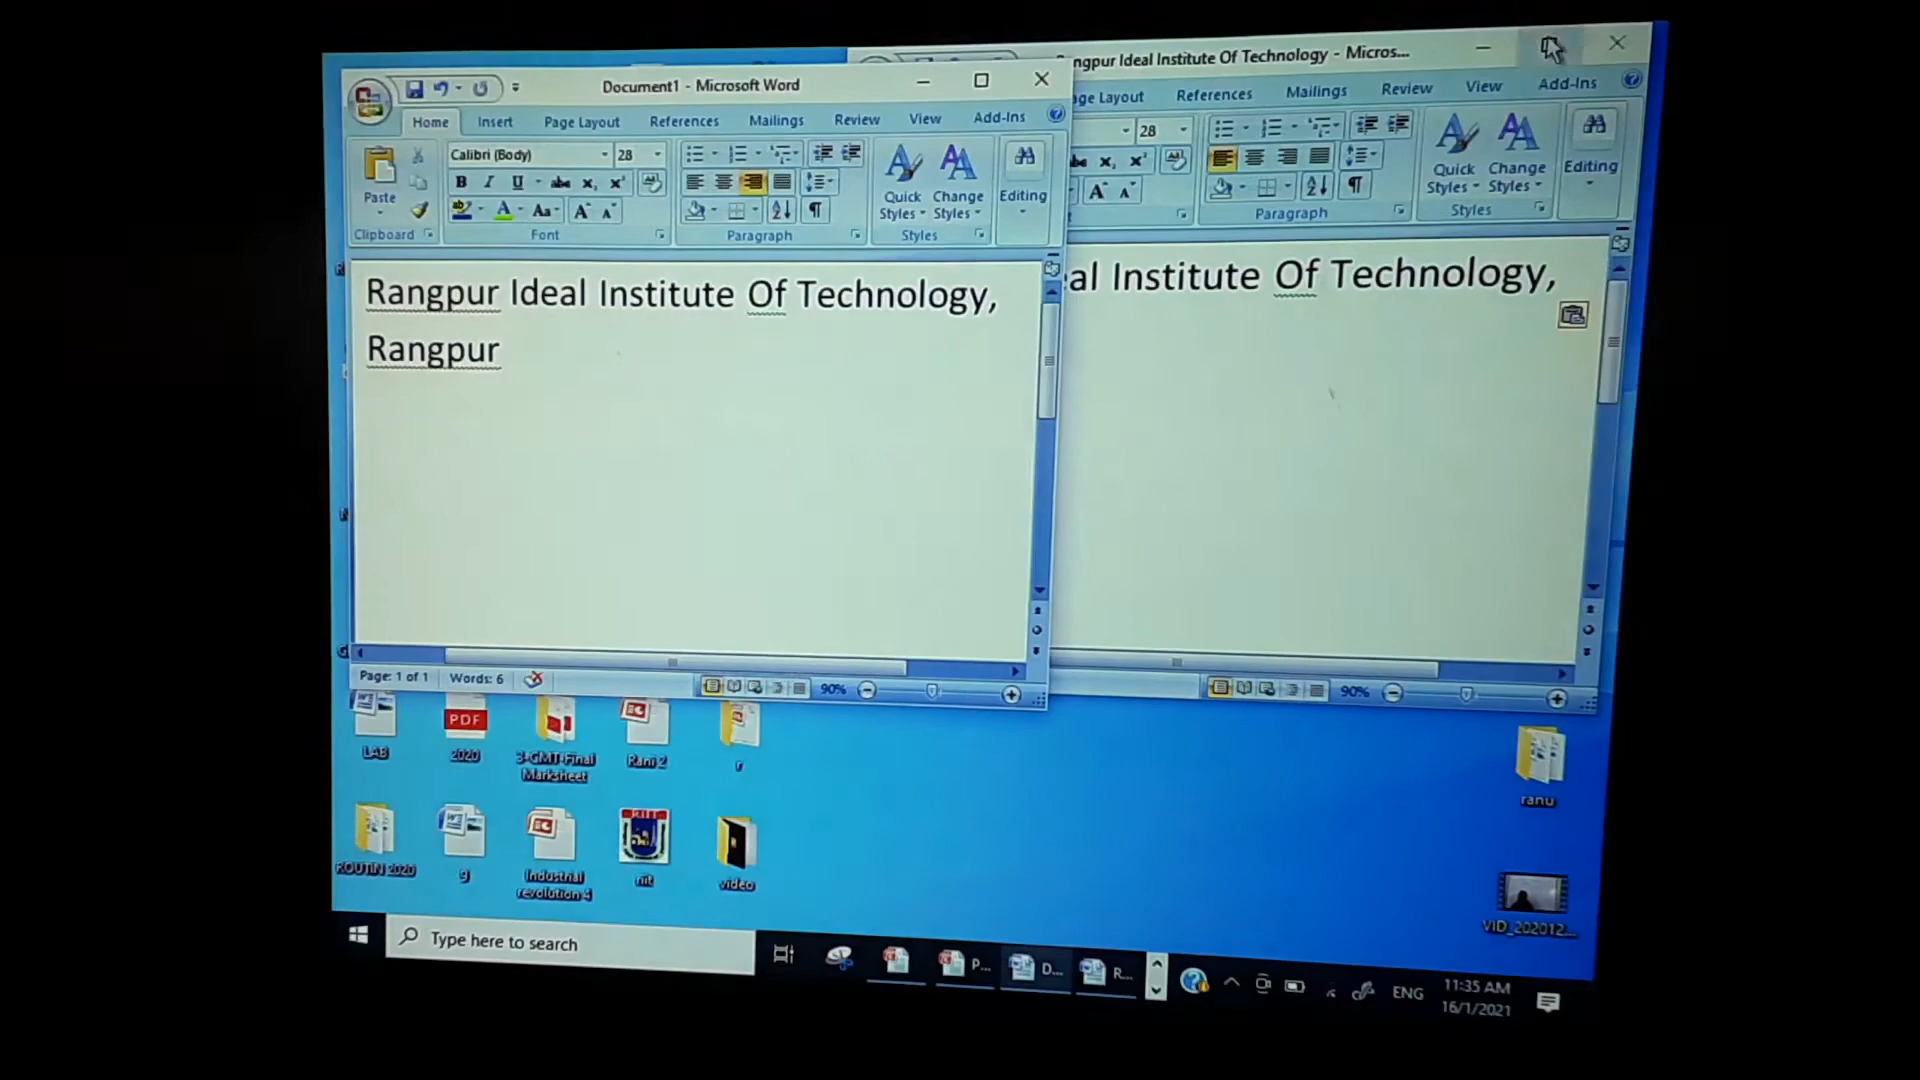 Document1 - Microsoft Word
Home Insert Page Layout References Mailings Review View Add-Ins
Calibri (Body) 28
Paste
Quick Styles
Change Styles
Editing
Clipboard Font Paragraph Styles
Rangpur Ideal Institute Of Technology,
Rangpur
Page: 1 of 1 Words: 6 90%
ngpur Ideal Institute Of Technology - Micros...
age Layout References Mailings Review View Add-Ins
28
Quick Styles
Change Styles
Editing
Paragraph Styles
al Institute Of Technology,
90%
LAB
PDF
2020
3-GMT-Final
Marksheet
Rani 2
r
ranu
ROUTIN 2020
g
Industrial
revolution 4
video
VID_202012...
Type here to search
P...
D...
R...
ENG
11:35 AM
16/1/2021